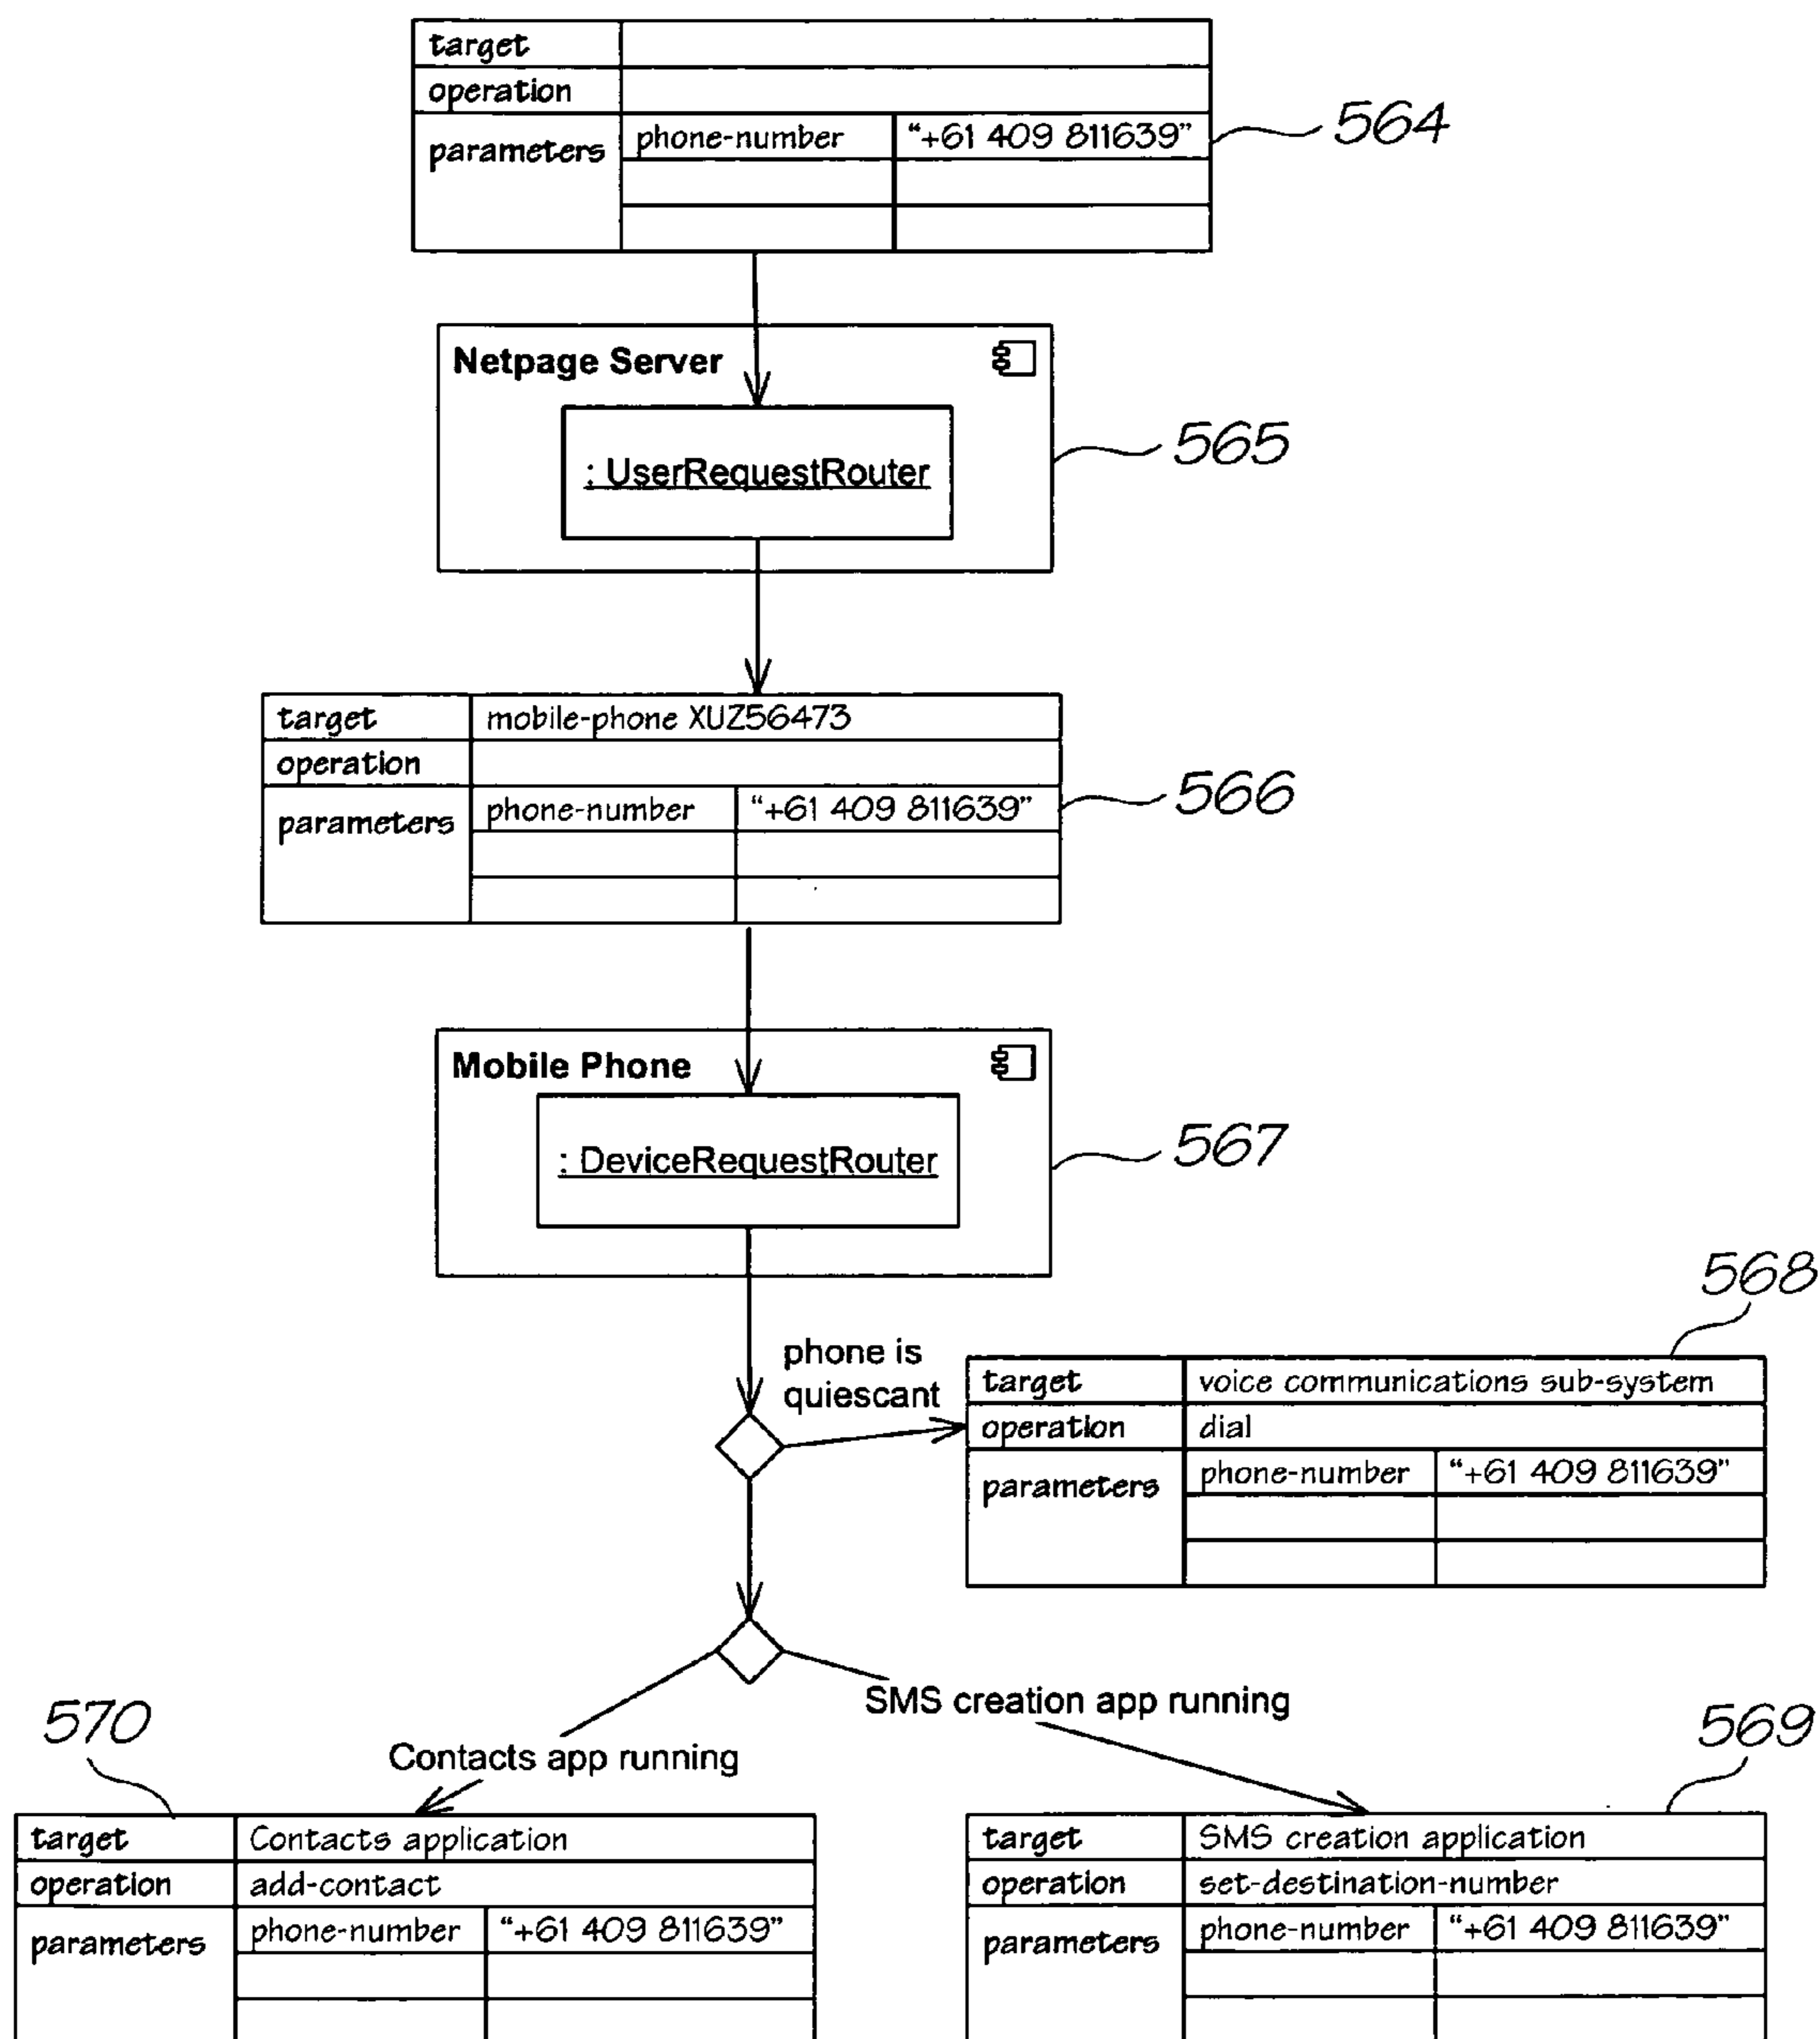 target
operation
parameters phone-number "+61 409 811639"
564
Netpage Server
: UserRequestRouter
565
target mobile-phone XUZ56473
operation
parameters phone-number "+61 409 811639"
566
Mobile Phone
: DeviceRequestRouter
567
phone is
quiescant
568
target voice communications sub-system
operation dial
parameters phone-number "+61 409 811639"
SMS creation app running
Contacts app running
570
target Contacts application
operation add-contact
parameters phone-number "+61 409 811639"
569
target SMS creation application
operation set-destination-number
parameters phone-number "+61 409 811639"